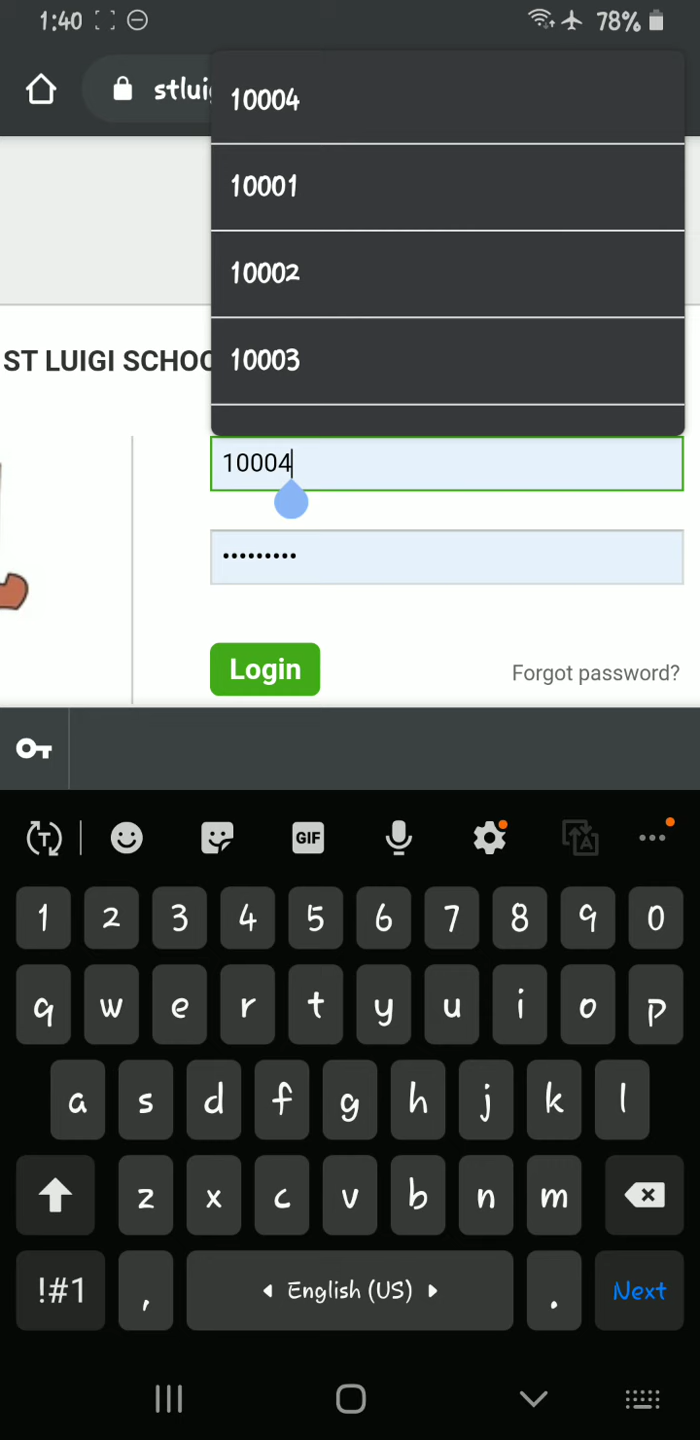 1:40
78%
stluig
10004
10001
10002
10003
ST LUIGI SCHOO
10004
•••••••••
Login
Forgot password?
T
GIF
A
1 2 3 4 5 6 7 8 9 0
q w e r t y u i o p
a s d f g h j k l
z x c v b n m
!#1 , English (US) . Next